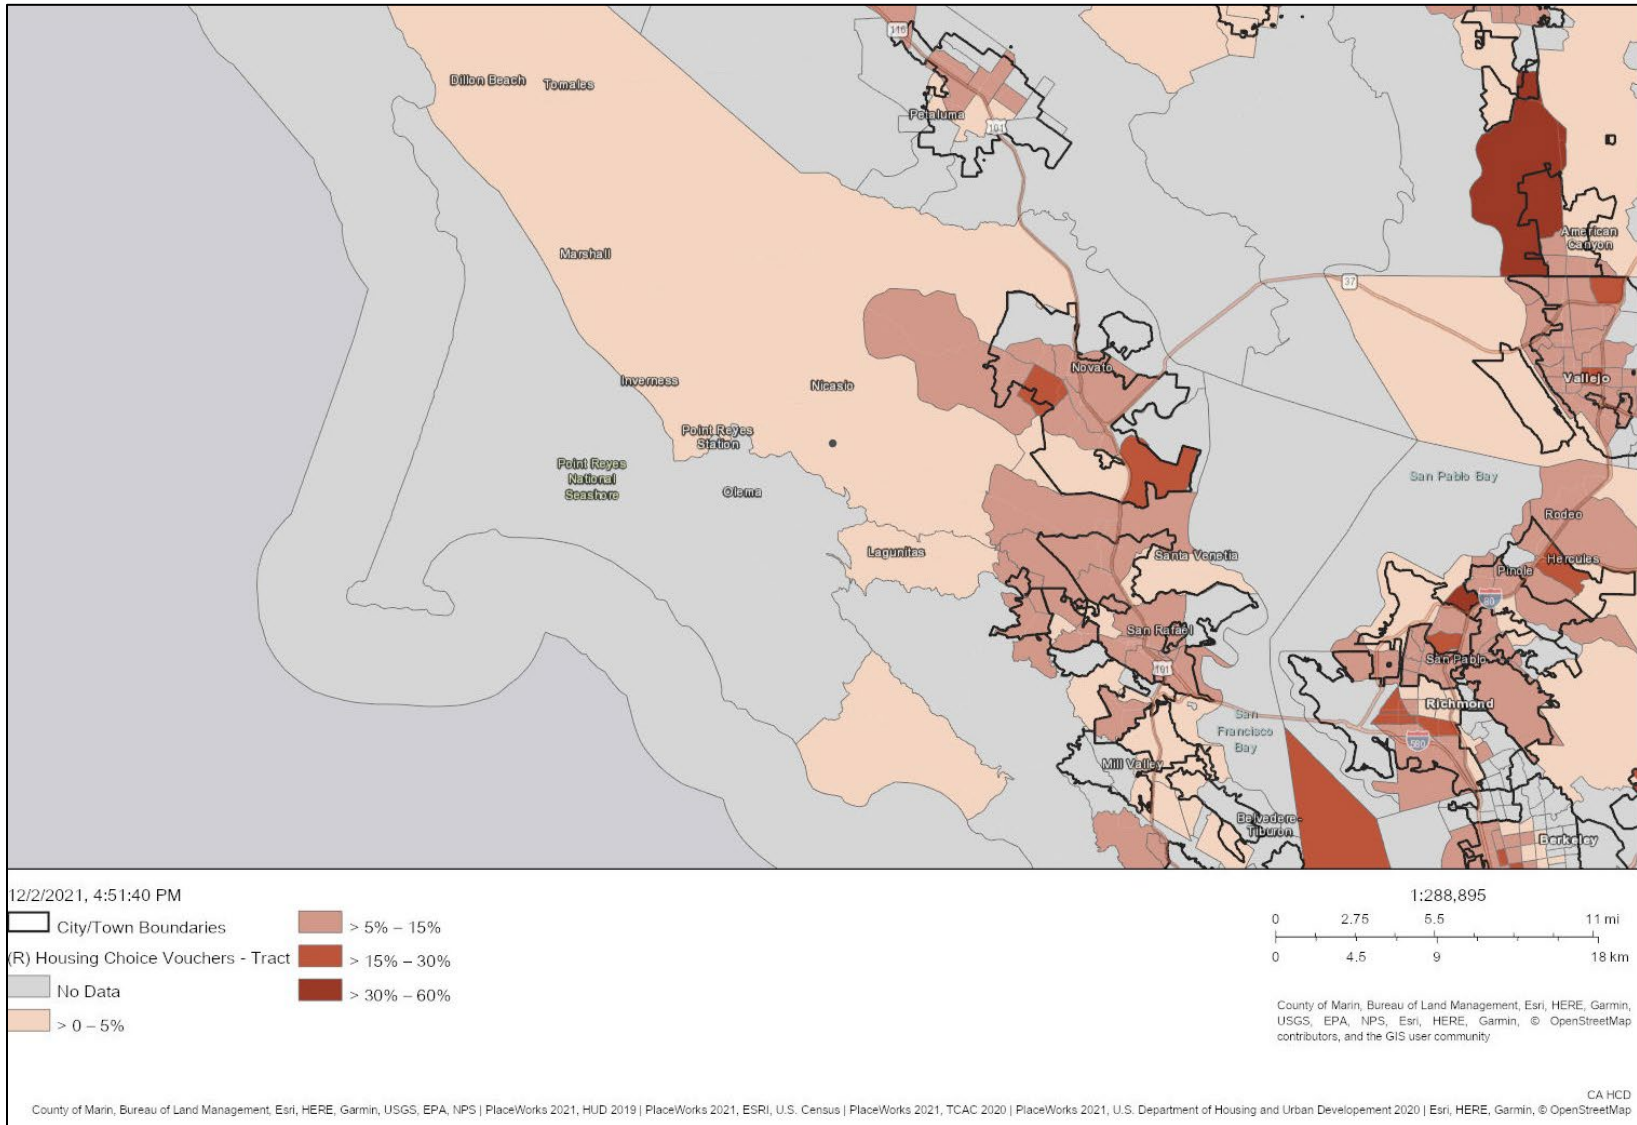 116
Dillon Beach
Tomales
Petaluma
101
Marshall
American
Canyon
37
Novato
Vallejo
Inverness
Nicasio
Point Reyes
Station
Point Reyes
National
Seashore
Olema
San Pablo Bay
Rodeo
Lagunitas
Santa Venetia
Hercules
Pinole
80
San Rafael
San Pablo
101
Richmond
San
Francisco
Bay
580
Mill Valley
Belvedere-
Tiburon
Berkeley
12/2/2021, 4:51:40 PM
City/Town Boundaries
(R) Housing Choice Vouchers - Tract
No Data
> 0 – 5%
> 5% – 15%
> 15% – 30%
> 30% – 60%
1:288,895
0 2.75 5.5 11 mi
0 4.5 9 18 km
County of Marin, Bureau of Land Management, Esri, HERE, Garmin,
USGS, EPA, NPS, Esri, HERE, Garmin, © OpenStreetMap
contributors, and the GIS user community
CA HCD
County of Marin, Bureau of Land Management, Esri, HERE, Garmin, USGS, EPA, NPS | PlaceWorks 2021, HUD 2019 | PlaceWorks 2021, ESRI, U.S. Census | PlaceWorks 2021, TCAC 2020 | PlaceWorks 2021, U.S. Department of Housing and Urban Developement 2020 | Esri, HERE, Garmin, © OpenStreetMap